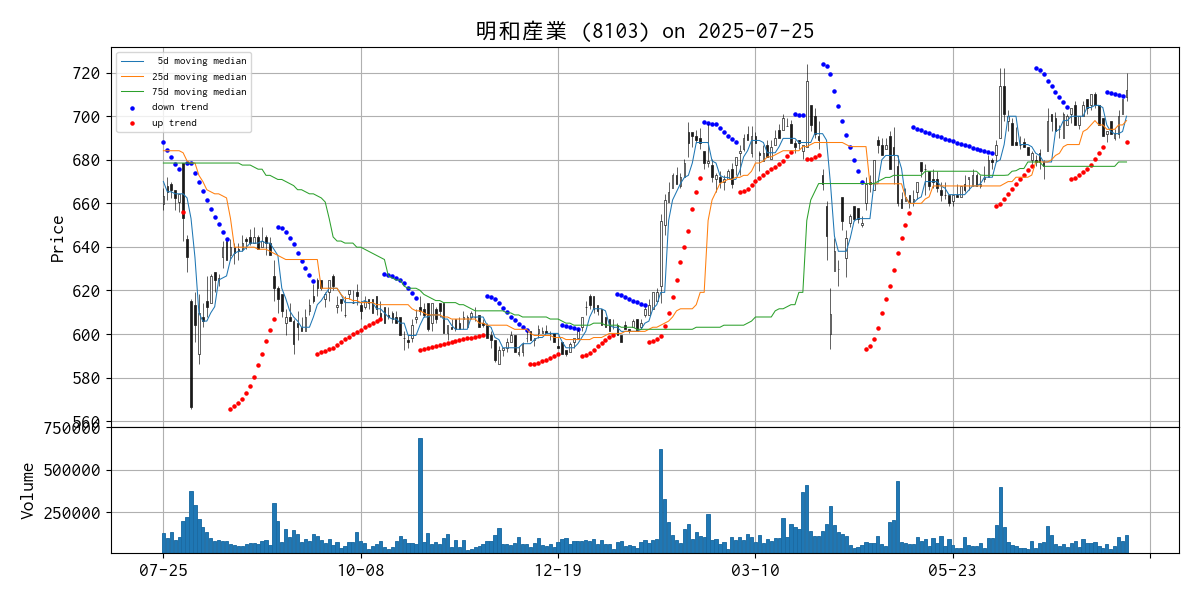 明和産業 (8103) on 2025-07-25
5d moving median
25d moving median
75d moving median
down trend
up trend
Price
720
700
680
660
640
620
600
580
560
Volume
750000
500000
250000
07-25 10-08 12-19 03-10 05-23